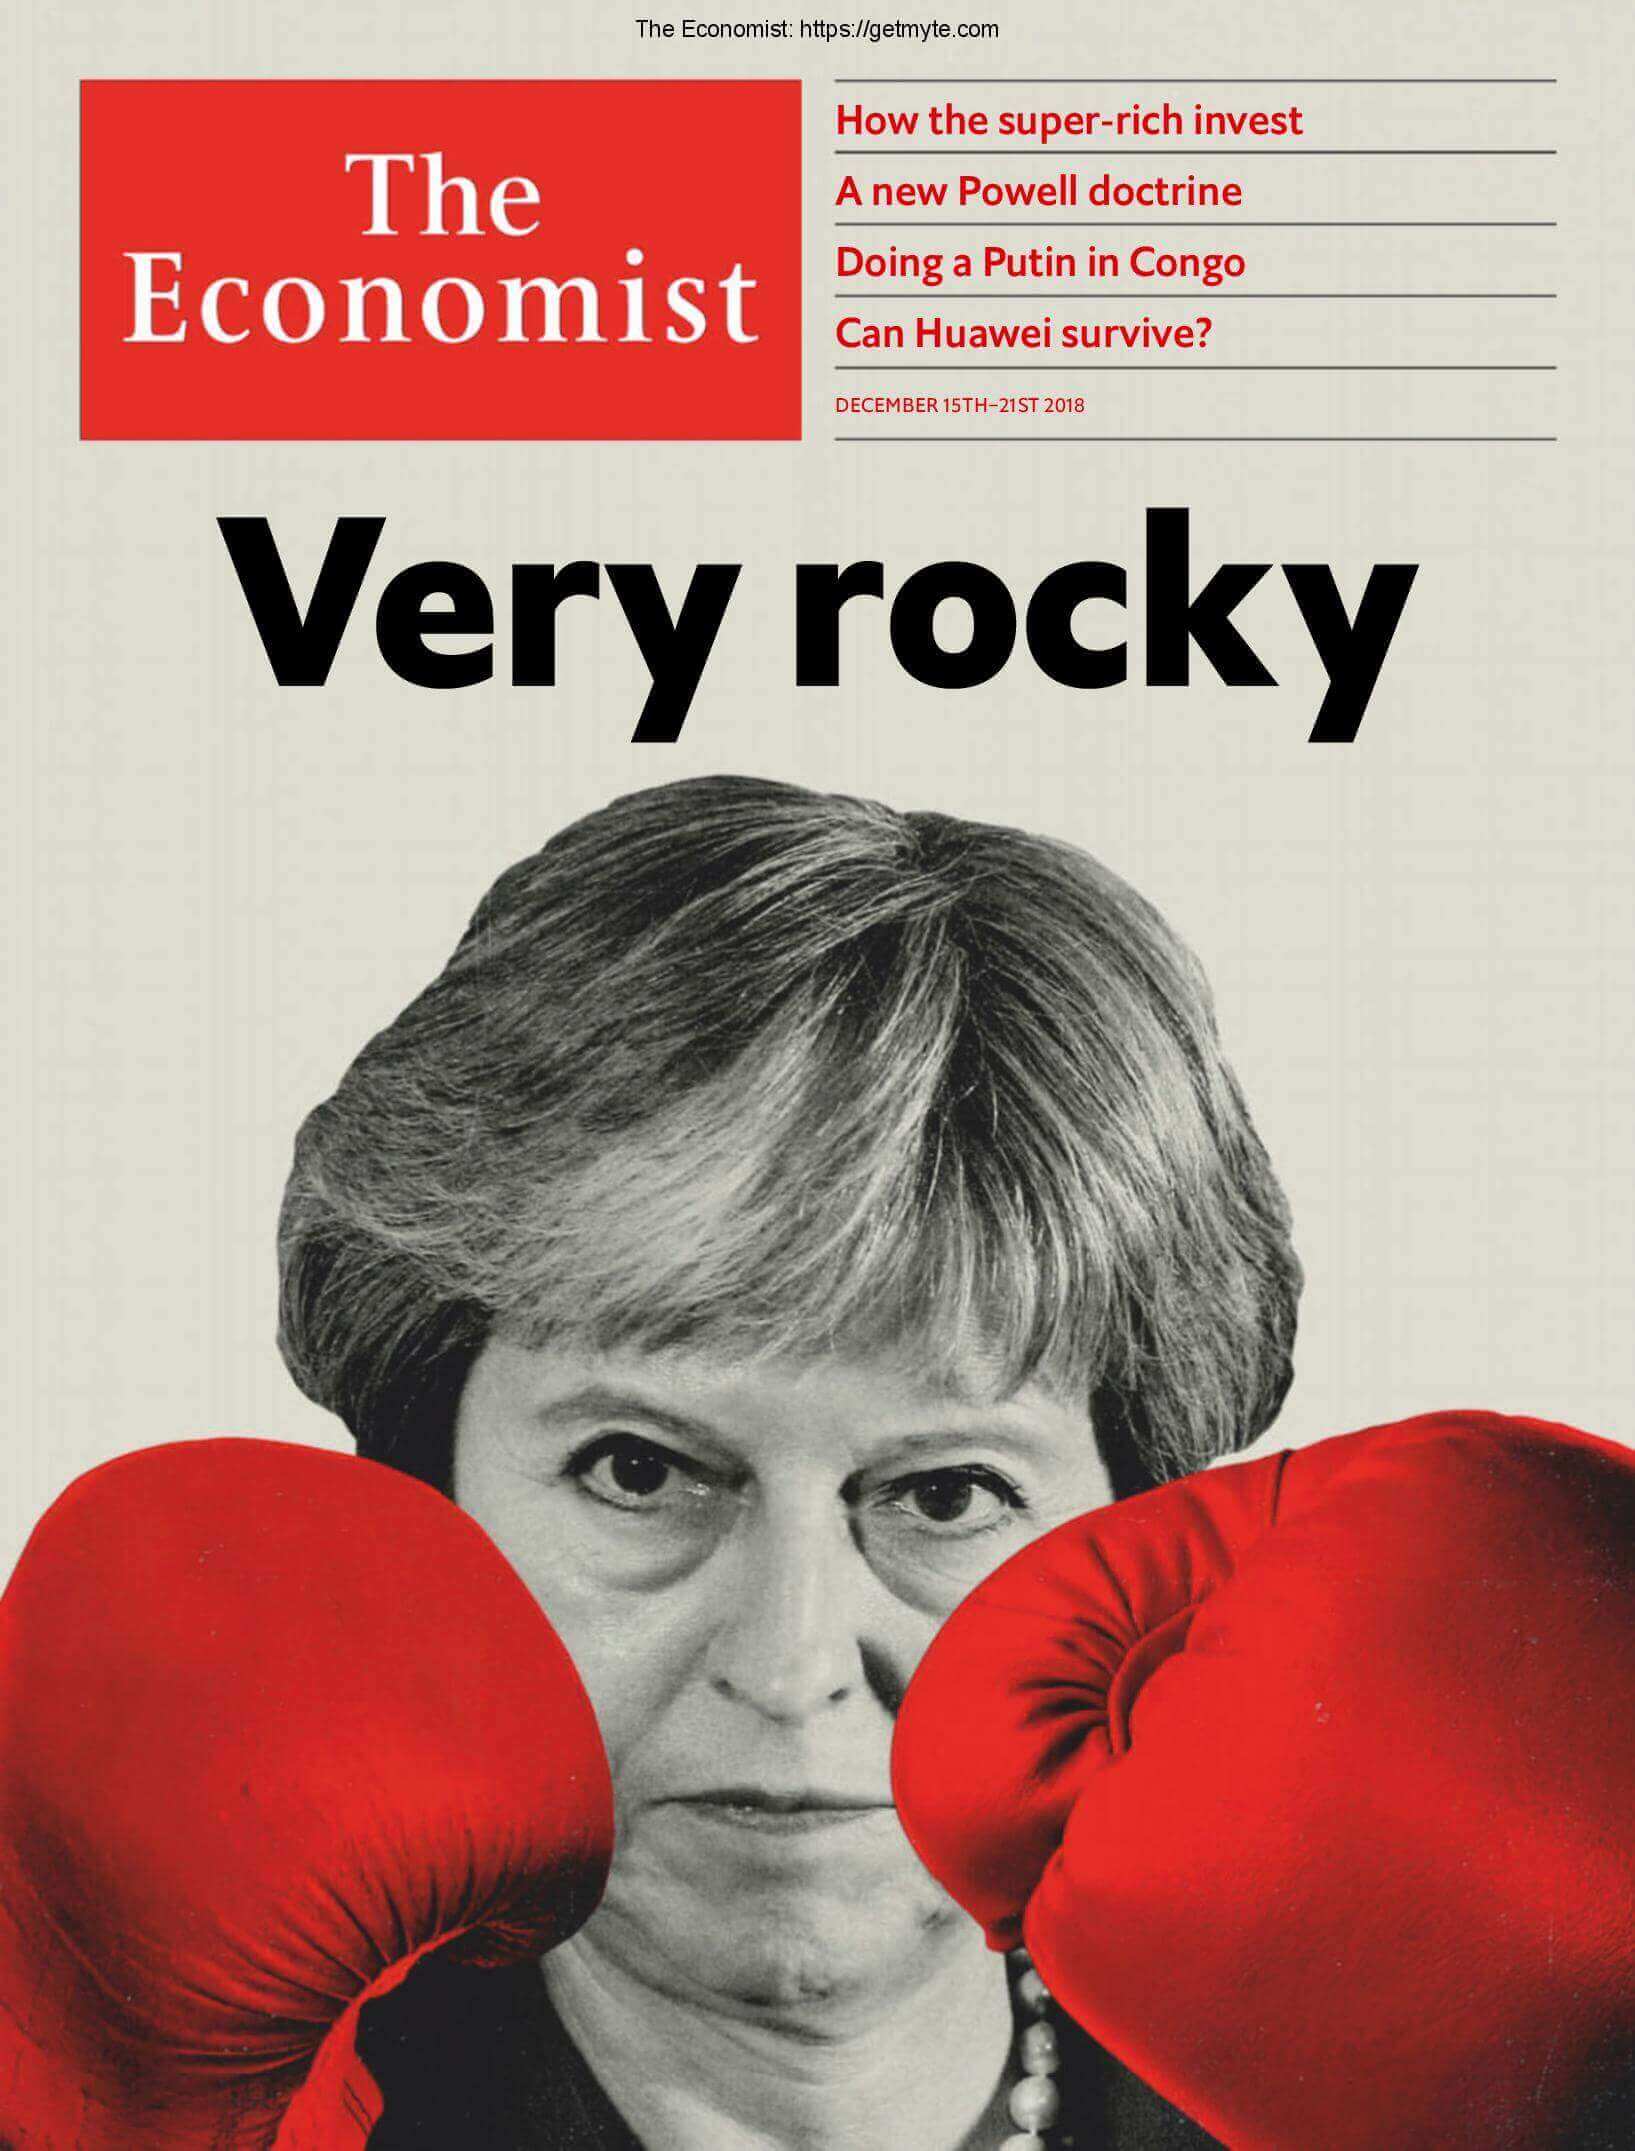 The Economist: https://getmyte.com
The
Economist
How the super-rich invest
A new Powell doctrine
Doing a Putin in Congo
Can Huawei survive?
DECEMBER 15TH–21ST 2018
Very rocky